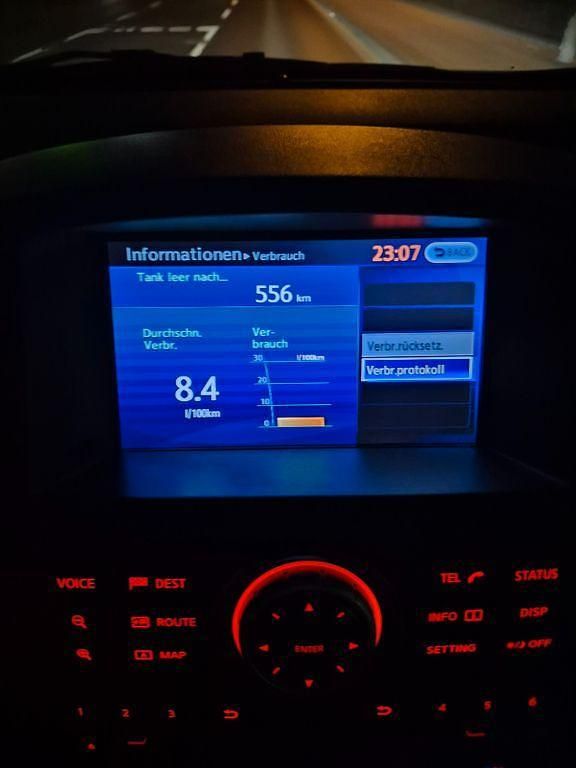 Informationen▸Verbrauch 23:07 BACK
Tank leer nach...
556 km
Durchschn.
Verbr.
Ver-
brauch
30 l/100km
20
10
0
8.4
l/100km
Verbr.rücksetz.
Verbr.protokoll
VOICE DEST
ROUTE
MAP
ENTER
TEL STATUS
INFO DISP
SETTING OFF
1 2 3
4 5 6